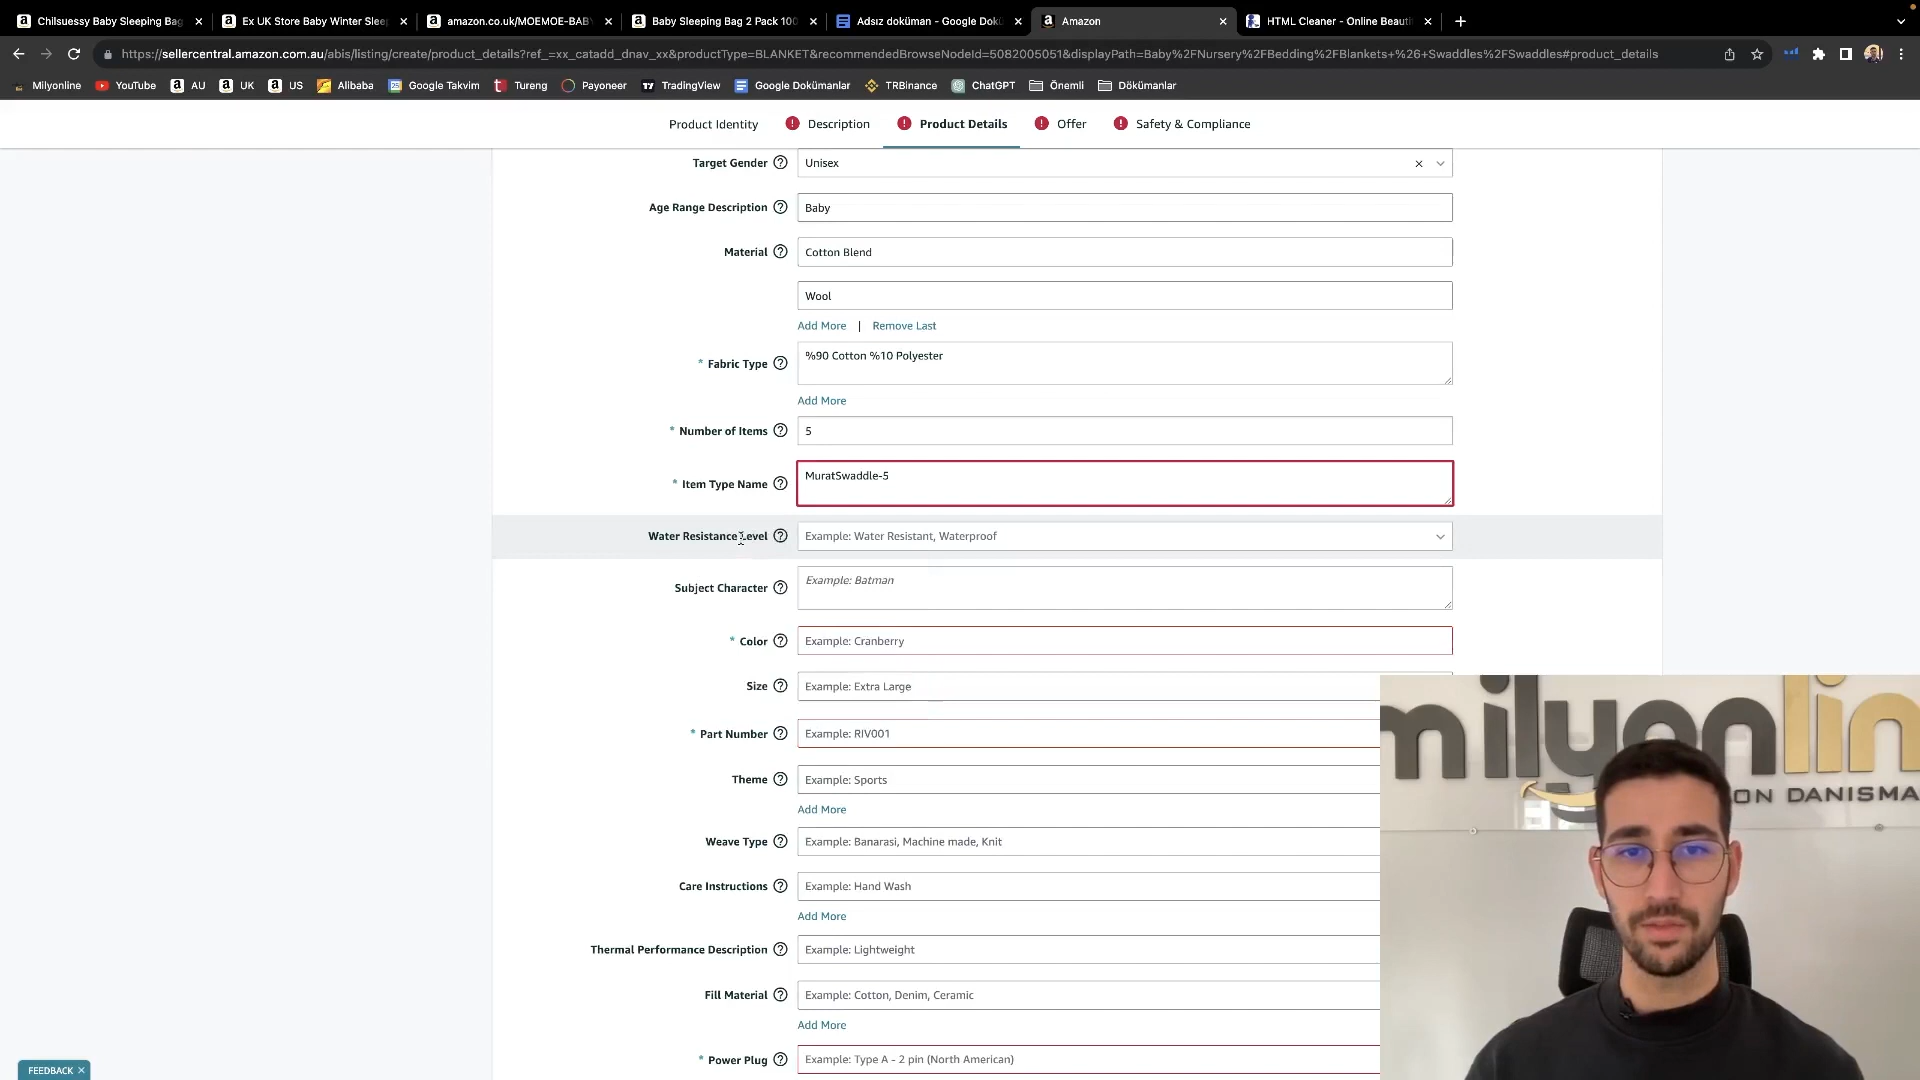 Chilsuessy Baby Sleeping Bag
Ex UK Store Baby Winter Slee
amazon.co.uk/MOEMOE-BABY
Baby Sleeping Bag 2 Pack 100
Adsız doküman - Google Dokü
Amazon
HTML Cleaner - Online Beauti
https://sellercentral.amazon.com.au/abis/listing/create/product_details?ref_=xx_catadd_dnav_xx&productType=BLANKET&recommendedBrowseNodeId=5082005051&displayPath=Baby%2FNursery%2FBedding%2FBlankets+%26+Swaddles%2FSwaddles#product_details
Milyonline
YouTube
AU
UK
US
Alibaba
Google Takvim
Tureng
Payoneer
TradingView
Google Dokümanlar
TRBinance
ChatGPT
Önemli
Dökümanlar
Product Identity
Description
Product Details
Offer
Safety & Compliance
Target Gender
Unisex
Age Range Description
Baby
Material
Cotton Blend
Wool
Add More | Remove Last
* Fabric Type
%90 Cotton %10 Polyester
Add More
* Number of Items
5
* Item Type Name
MuratSwaddle-5
Water Resistance Level
Example: Water Resistant, Waterproof
Subject Character
Example: Batman
* Color
Example: Cranberry
Size
Example: Extra Large
* Part Number
Example: RIV001
Theme
Example: Sports
Add More
Weave Type
Example: Banarasi, Machine made, Knit
Care Instructions
Example: Hand Wash
Add More
Thermal Performance Description
Example: Lightweight
Fill Material
Example: Cotton, Denim, Ceramic
Add More
* Power Plug
Example: Type A - 2 pin (North American)
FEEDBACK
milyonlin
ON DANISMA